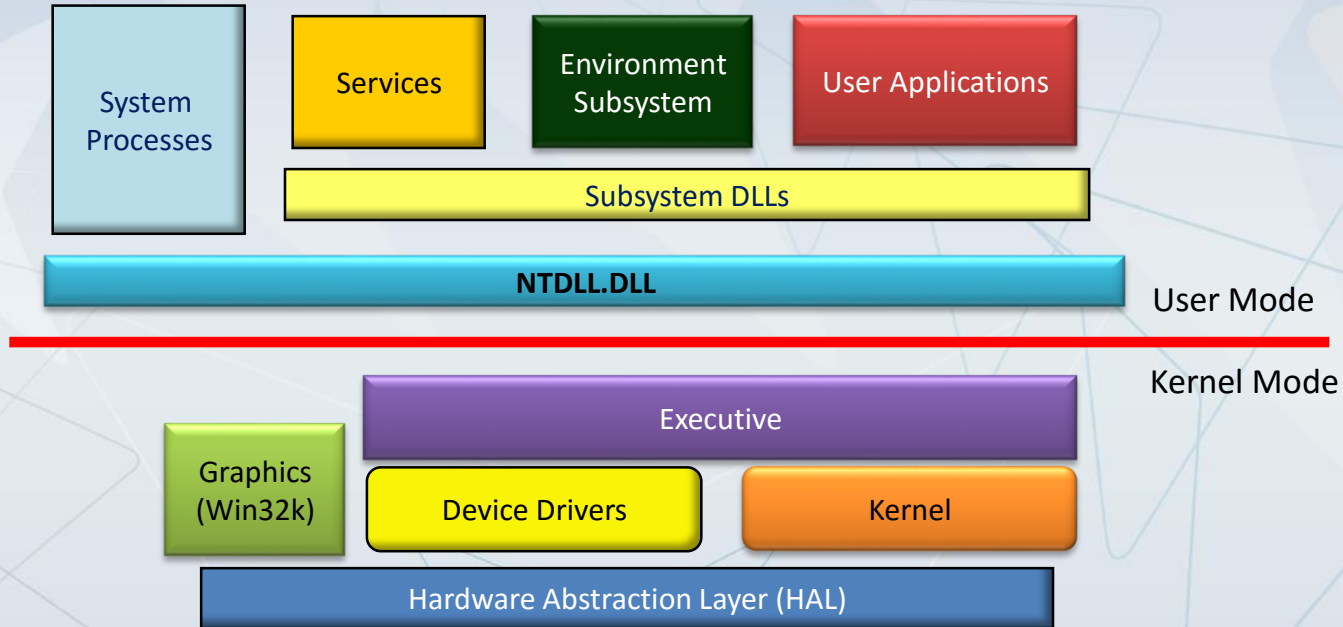 System
Processes
Services
Environment
Subsystem
User Applications
Subsystem DLLs
NTDLL.DLL
User Mode
Kernel Mode
Executive
Graphics
(Win32k)
Device Drivers
Kernel
Hardware Abstraction Layer (HAL)